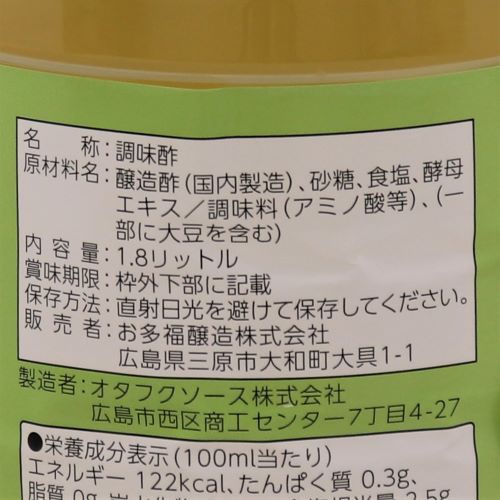 名称：調味酢
原材料名：醸造酢（国内製造）、砂糖、食塩、酵母
エキス／調味料（アミノ酸等）、（一
部に大豆を含む）
内容量：1.8リットル
賞味期限：枠外下部に記載
保存方法：直射日光を避けて保存してください。
販売者：お多福醸造株式会社
広島県三原市大和町大具1-1
製造者：オタフクソース株式会社
広島市西区商工センター7丁目4-27
●栄養成分表示（100ml当たり）
エネルギー 122kcal、たんぱく質 0.3g、
脂質 0g、